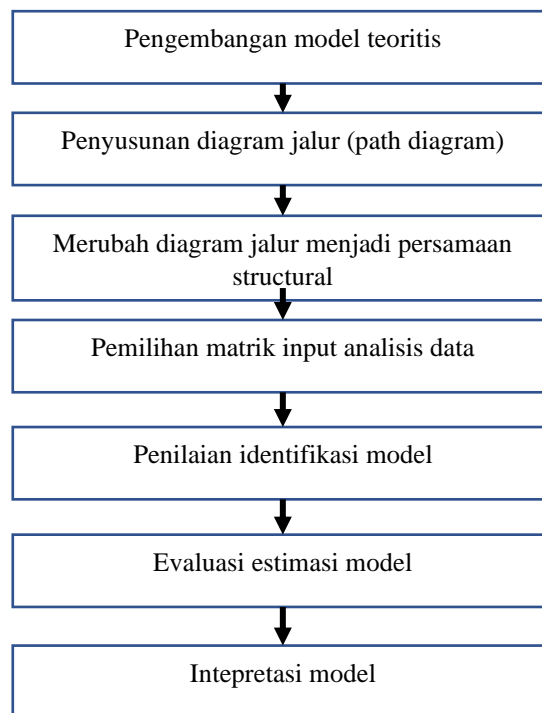 Pengembangan model teoritis
Penyusunan diagram jalur (path diagram)
Merubah diagram jalur menjadi persamaan
structural
Pemilihan matrik input analisis data
Penilaian identifikasi model
Evaluasi estimasi model
Intepretasi model